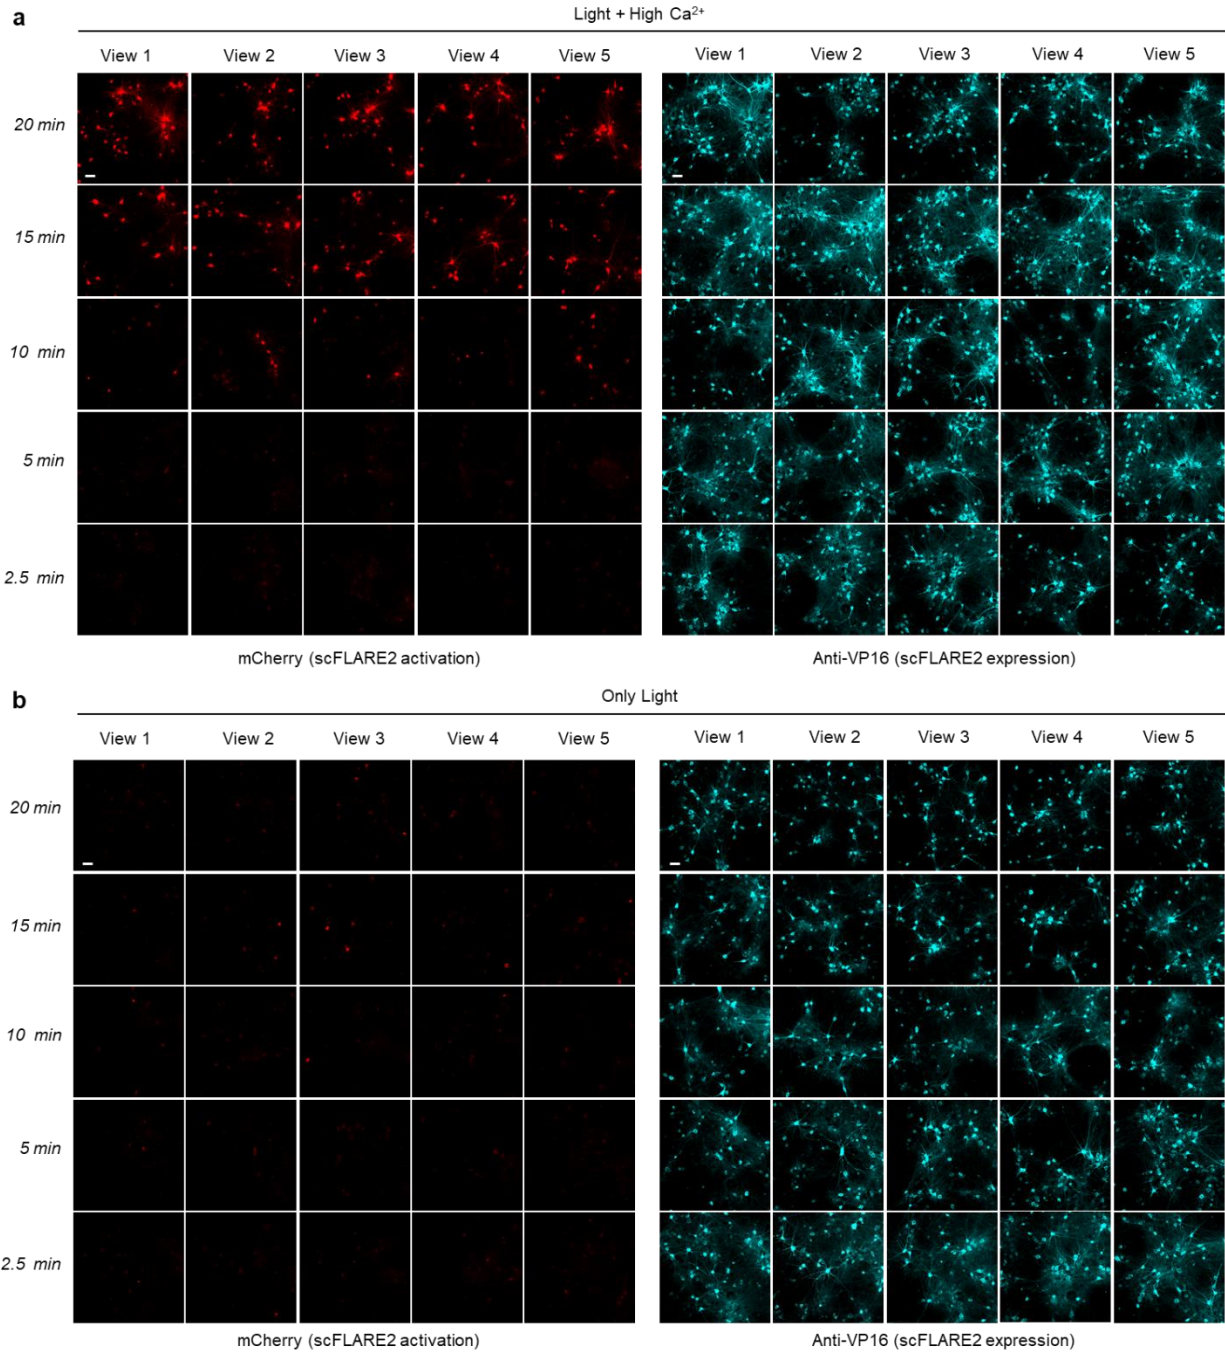 a
Light + High Ca²⁺
View 1 View 2 View 3 View 4 View 5 View 1 View 2 View 3 View 4 View 5
20 min
15 min
10 min
5 min
2.5 min
mCherry (scFLARE2 activation) Anti-VP16 (scFLARE2 expression)
b
Only Light
View 1 View 2 View 3 View 4 View 5 View 1 View 2 View 3 View 4 View 5
20 min
15 min
10 min
5 min
2.5 min
mCherry (scFLARE2 activation) Anti-VP16 (scFLARE2 expression)